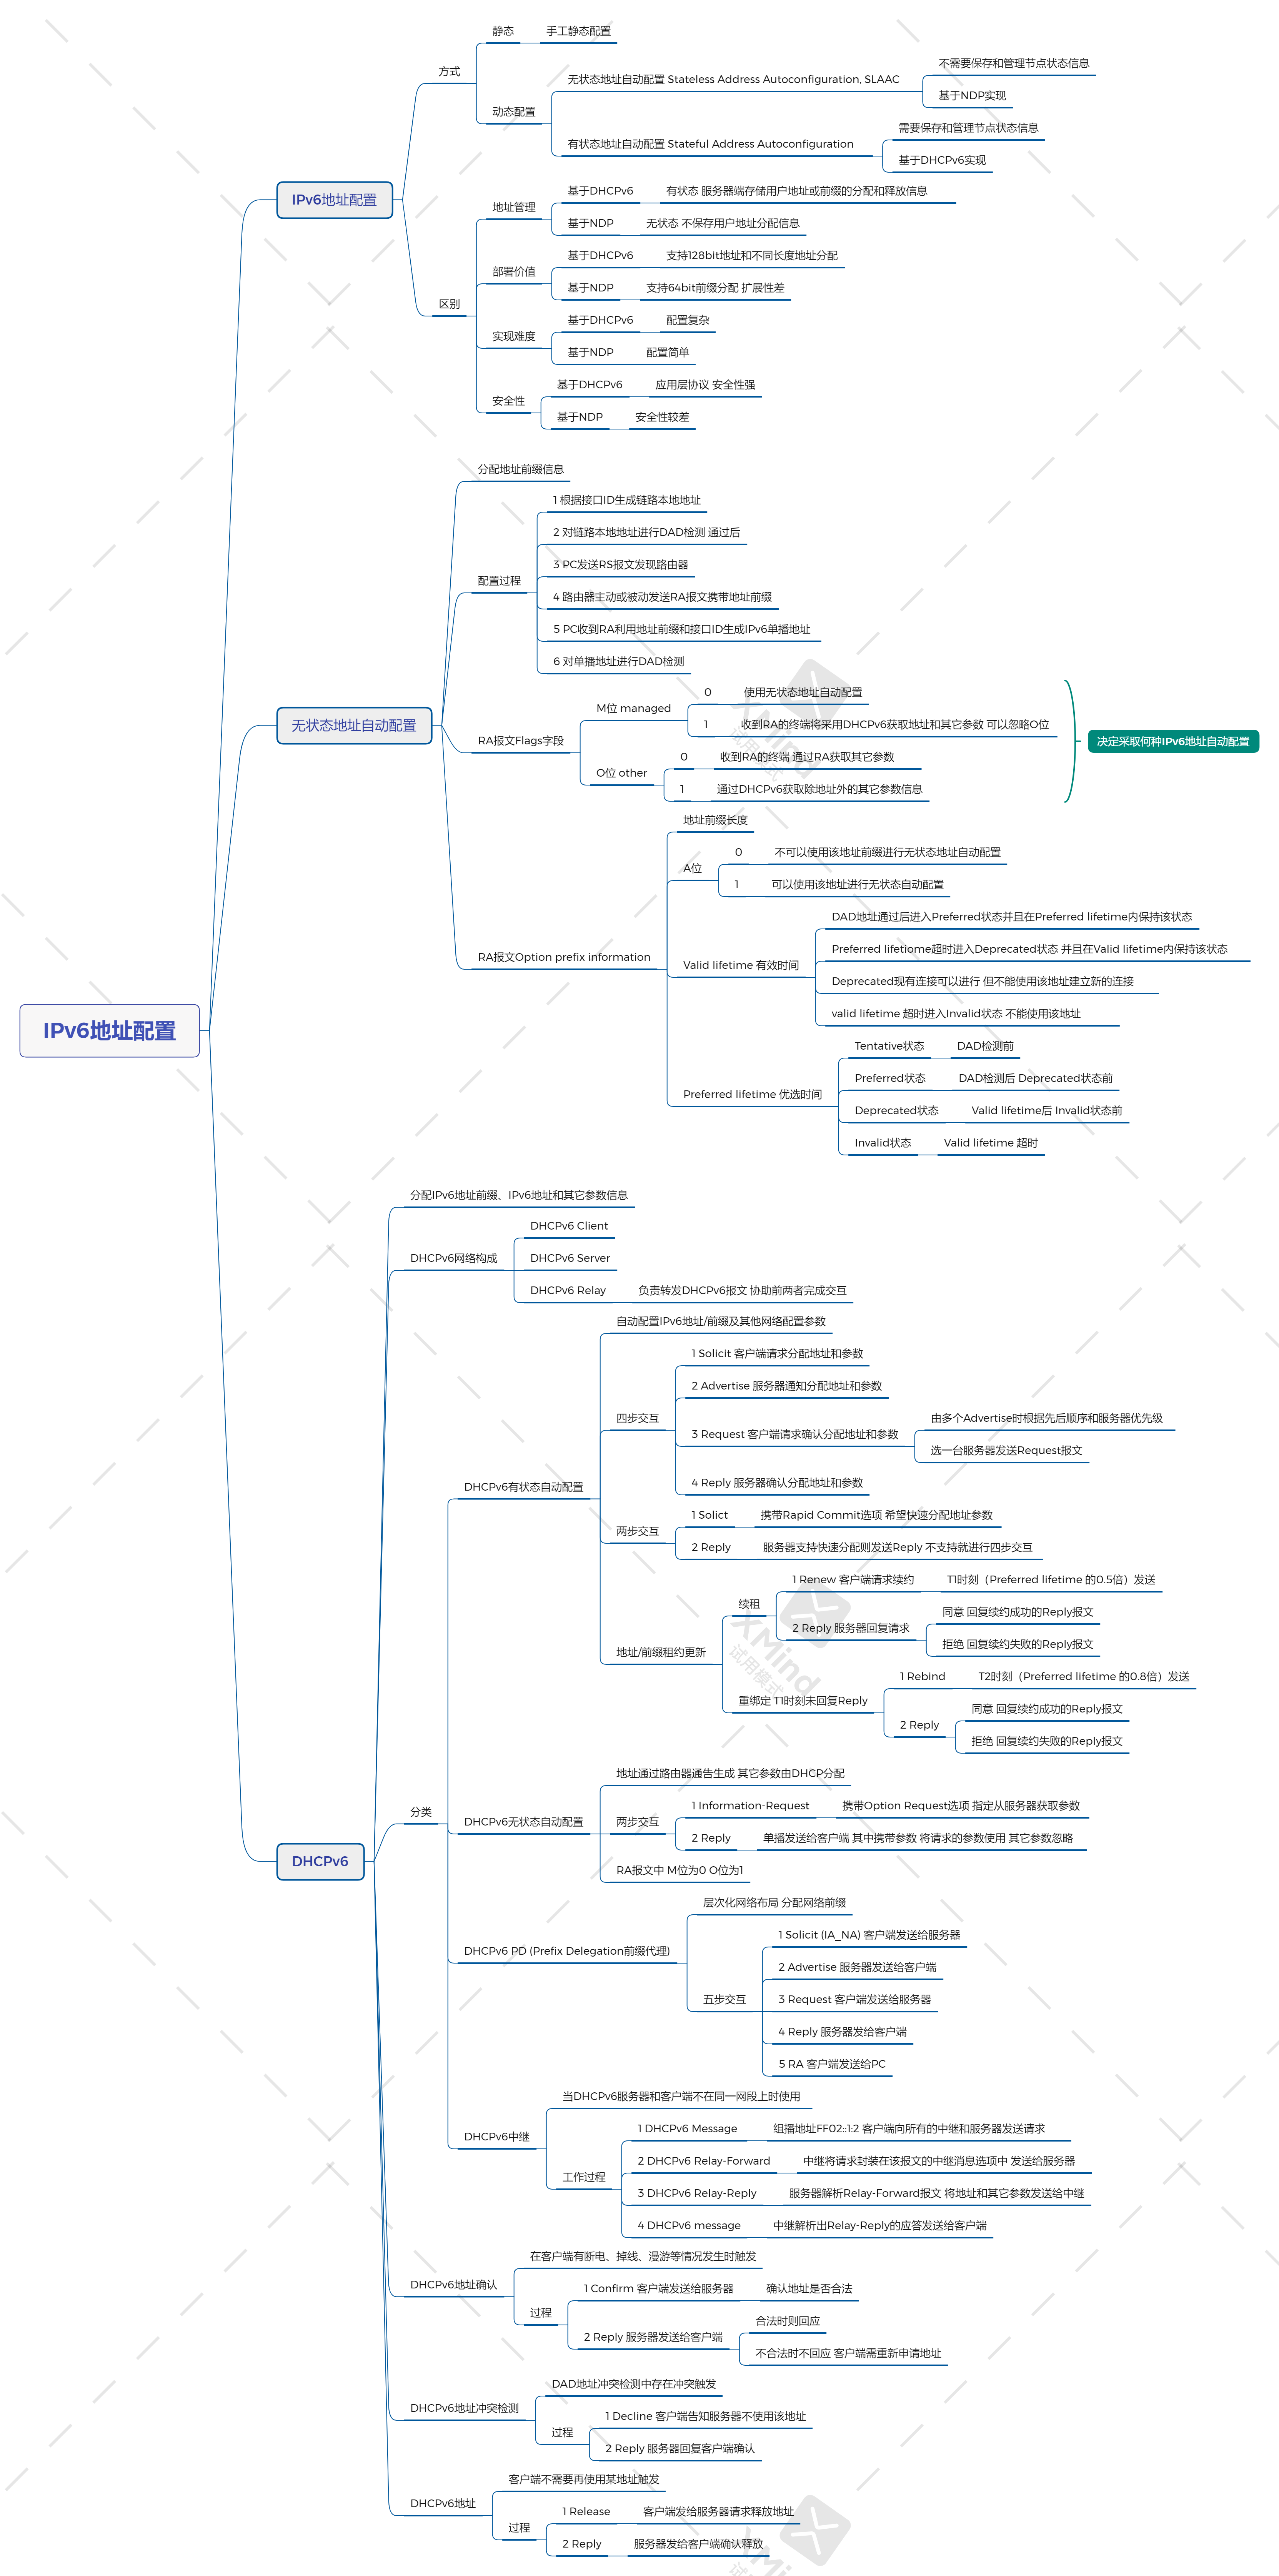 IPv6地址配置
IPv6地址配置
方式
静态
手工静态配置
动态配置
无状态地址自动配置 Stateless Address Autoconfiguration, SLAAC
不需要保存和管理节点状态信息
基于NDP实现
有状态地址自动配置 Stateful Address Autoconfiguration
需要保存和管理节点状态信息
基于DHCPv6实现
区别
地址管理
基于DHCPv6
有状态 服务器端存储用户地址或前缀的分配和释放信息
基于NDP
无状态 不保存用户地址分配信息
部署价值
基于DHCPv6
支持128bit地址和不同长度地址分配
基于NDP
支持64bit前缀分配 扩展性差
实现难度
基于DHCPv6
配置复杂
基于NDP
配置简单
安全性
基于DHCPv6
应用层协议 安全性强
基于NDP
安全性较差
无状态地址自动配置
分配地址前缀信息
配置过程
1 根据接口ID生成链路本地地址
2 对链路本地地址进行DAD检测 通过后
3 PC发送RS报文发现路由器
4 路由器主动或被动发送RA报文携带地址前缀
5 PC收到RA利用地址前缀和接口ID生成IPv6单播地址
6 对单播地址进行DAD检测
RA报文Flags字段
M位 managed
0
使用无状态地址自动配置
1
收到RA的终端将采用DHCPv6获取地址和其它参数 可以忽略O位
O位 other
0
收到RA的终端 通过RA获取其它参数
1
通过DHCPv6获取除地址外的其它参数信息
决定采取何种IPv6地址自动配置
RA报文Option prefix information
地址前缀长度
A位
0
不可以使用该地址前缀进行无状态地址自动配置
1
可以使用该地址进行无状态自动配置
Valid lifetime 有效时间
DAD地址通过后进入Preferred状态并且在Preferred lifetime内保持该状态
Preferred lifetiome超时进入Deprecated状态 并且在Valid lifetime内保持该状态
Deprecated现有连接可以进行 但不能使用该地址建立新的连接
valid lifetime 超时进入Invalid状态 不能使用该地址
Preferred lifetime 优选时间
Tentative状态
DAD检测前
Preferred状态
DAD检测后 Deprecated状态前
Deprecated状态
Valid lifetime后 Invalid状态前
Invalid状态
Valid lifetime 超时
DHCPv6
分配IPv6地址前缀、IPv6地址和其它参数信息
DHCPv6网络构成
DHCPv6 Client
DHCPv6 Server
DHCPv6 Relay
负责转发DHCPv6报文 协助前两者完成交互
分类
DHCPv6有状态自动配置
自动配置IPv6地址/前缀及其他网络配置参数
四步交互
1 Solicit 客户端请求分配地址和参数
2 Advertise 服务器通知分配地址和参数
3 Request 客户端请求确认分配地址和参数
由多个Advertise时根据先后顺序和服务器优先级
选一台服务器发送Request报文
4 Reply 服务器确认分配地址和参数
两步交互
1 Solict
携带Rapid Commit选项 希望快速分配地址参数
2 Reply
服务器支持快速分配则发送Reply 不支持就进行四步交互
地址/前缀租约更新
续租
1 Renew 客户端请求续约
T1时刻（Preferred lifetime 的0.5倍）发送
2 Reply 服务器回复请求
同意 回复续约成功的Reply报文
拒绝 回复续约失败的Reply报文
重绑定 T1时刻未回复Reply
1 Rebind
T2时刻（Preferred lifetime 的0.8倍）发送
2 Reply
同意 回复续约成功的Reply报文
拒绝 回复续约失败的Reply报文
DHCPv6无状态自动配置
地址通过路由器通告生成 其它参数由DHCP分配
两步交互
1 Information-Request
携带Option Request选项 指定从服务器获取参数
2 Reply
单播发送给客户端 其中携带参数 将请求的参数使用 其它参数忽略
RA报文中 M位为0 O位为1
DHCPv6 PD (Prefix Delegation前缀代理)
层次化网络布局 分配网络前缀
五步交互
1 Solicit (IA_NA) 客户端发送给服务器
2 Advertise 服务器发送给客户端
3 Request 客户端发送给服务器
4 Reply 服务器发给客户端
5 RA 客户端发送给PC
DHCPv6中继
当DHCPv6服务器和客户端不在同一网段上时使用
工作过程
1 DHCPv6 Message
组播地址FF02::1:2 客户端向所有的中继和服务器发送请求
2 DHCPv6 Relay-Forward
中继将请求封装在该报文的中继消息选项中 发送给服务器
3 DHCPv6 Relay-Reply
服务器解析Relay-Forward报文 将地址和其它参数发送给中继
4 DHCPv6 message
中继解析出Relay-Reply的应答发送给客户端
DHCPv6地址确认
在客户端有断电、掉线、漫游等情况发生时触发
过程
1 Confirm 客户端发送给服务器
确认地址是否合法
2 Reply 服务器发送给客户端
合法时则回应
不合法时不回应 客户端需重新申请地址
DHCPv6地址冲突检测
DAD地址冲突检测中存在冲突触发
过程
1 Decline 客户端告知服务器不使用该地址
2 Reply 服务器回复客户端确认
DHCPv6地址
客户端不需要再使用某地址触发
过程
1 Release
客户端发给服务器请求释放地址
2 Reply
服务器发给客户端确认释放
XMind
试用模式
XMind
试用模式